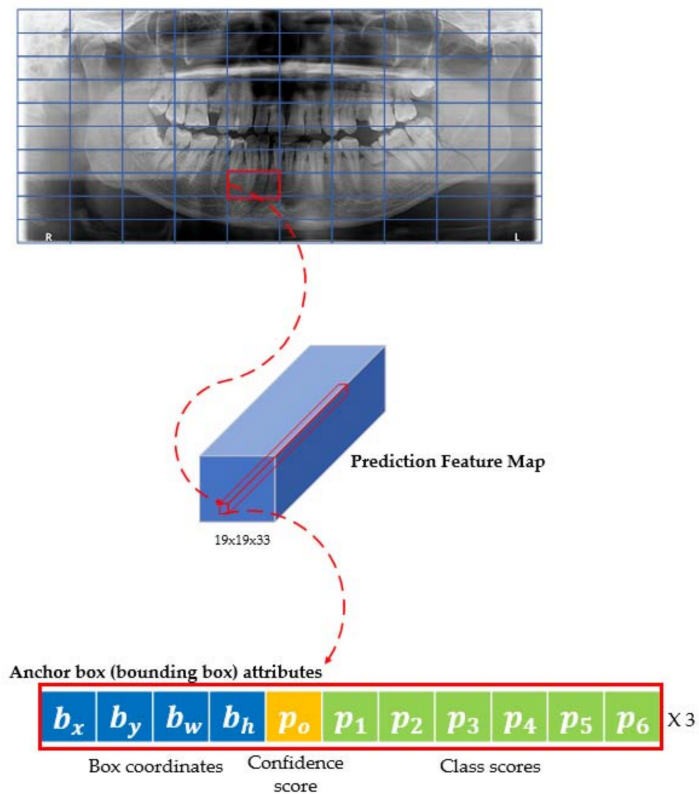 R L
Prediction Feature Map
19x19x33
Anchor box (bounding box) attributes
b_x b_y b_w b_h p_o p_1 p_2 p_3 p_4 p_5 p_6 X 3
Box coordinates Confidence score Class scores